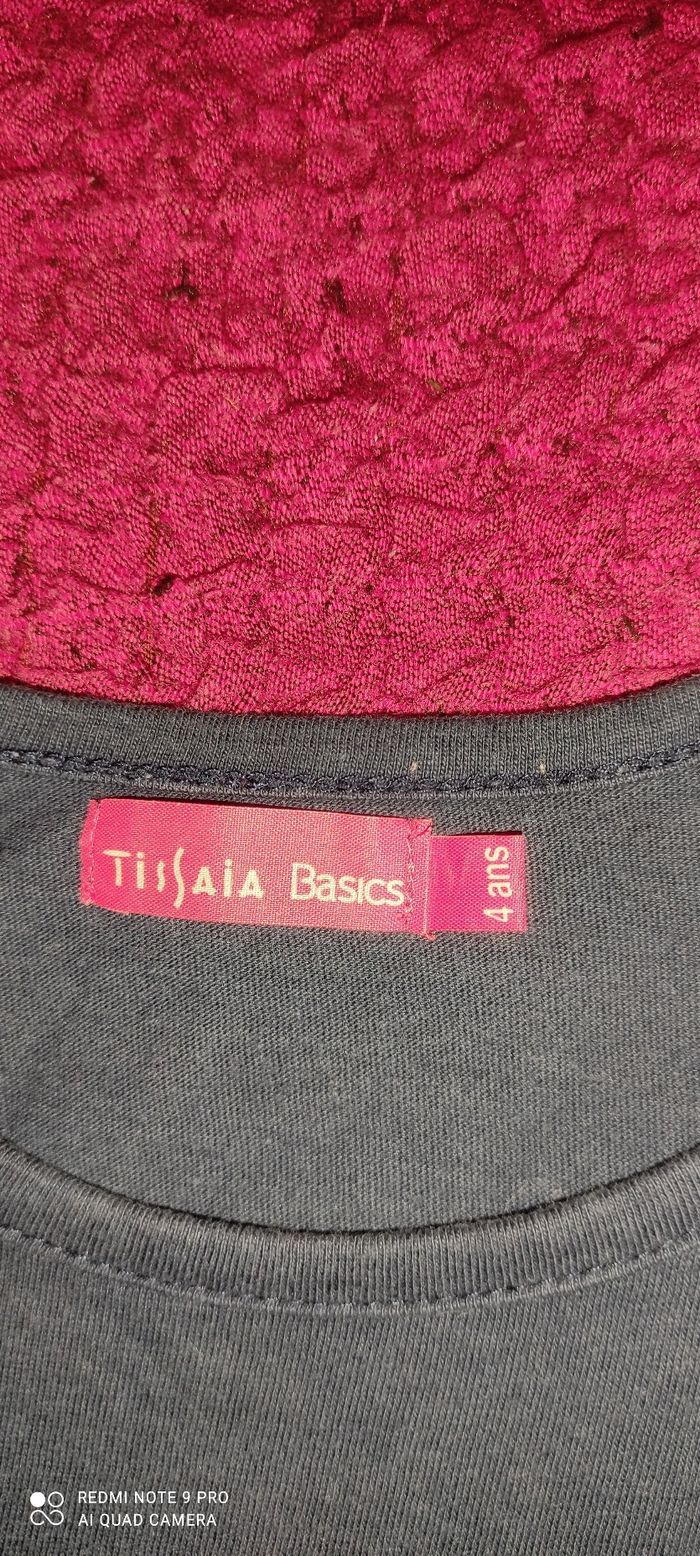 Tissaia Basics
4 ans
REDMI NOTE 9 PRO
AI QUAD CAMERA